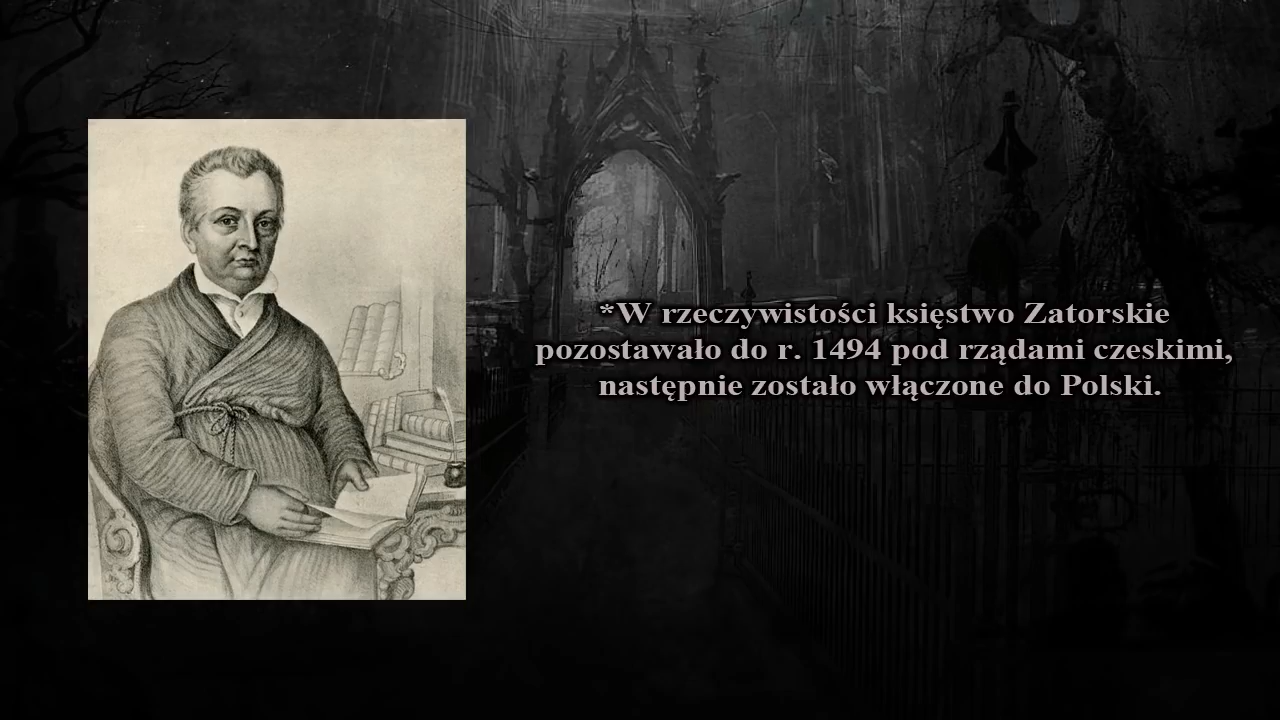 *W rzeczywistości księstwo Zatorskie
pozostawało do r. 1494 pod rządami czeskimi,
następnie zostało włączone do Polski.